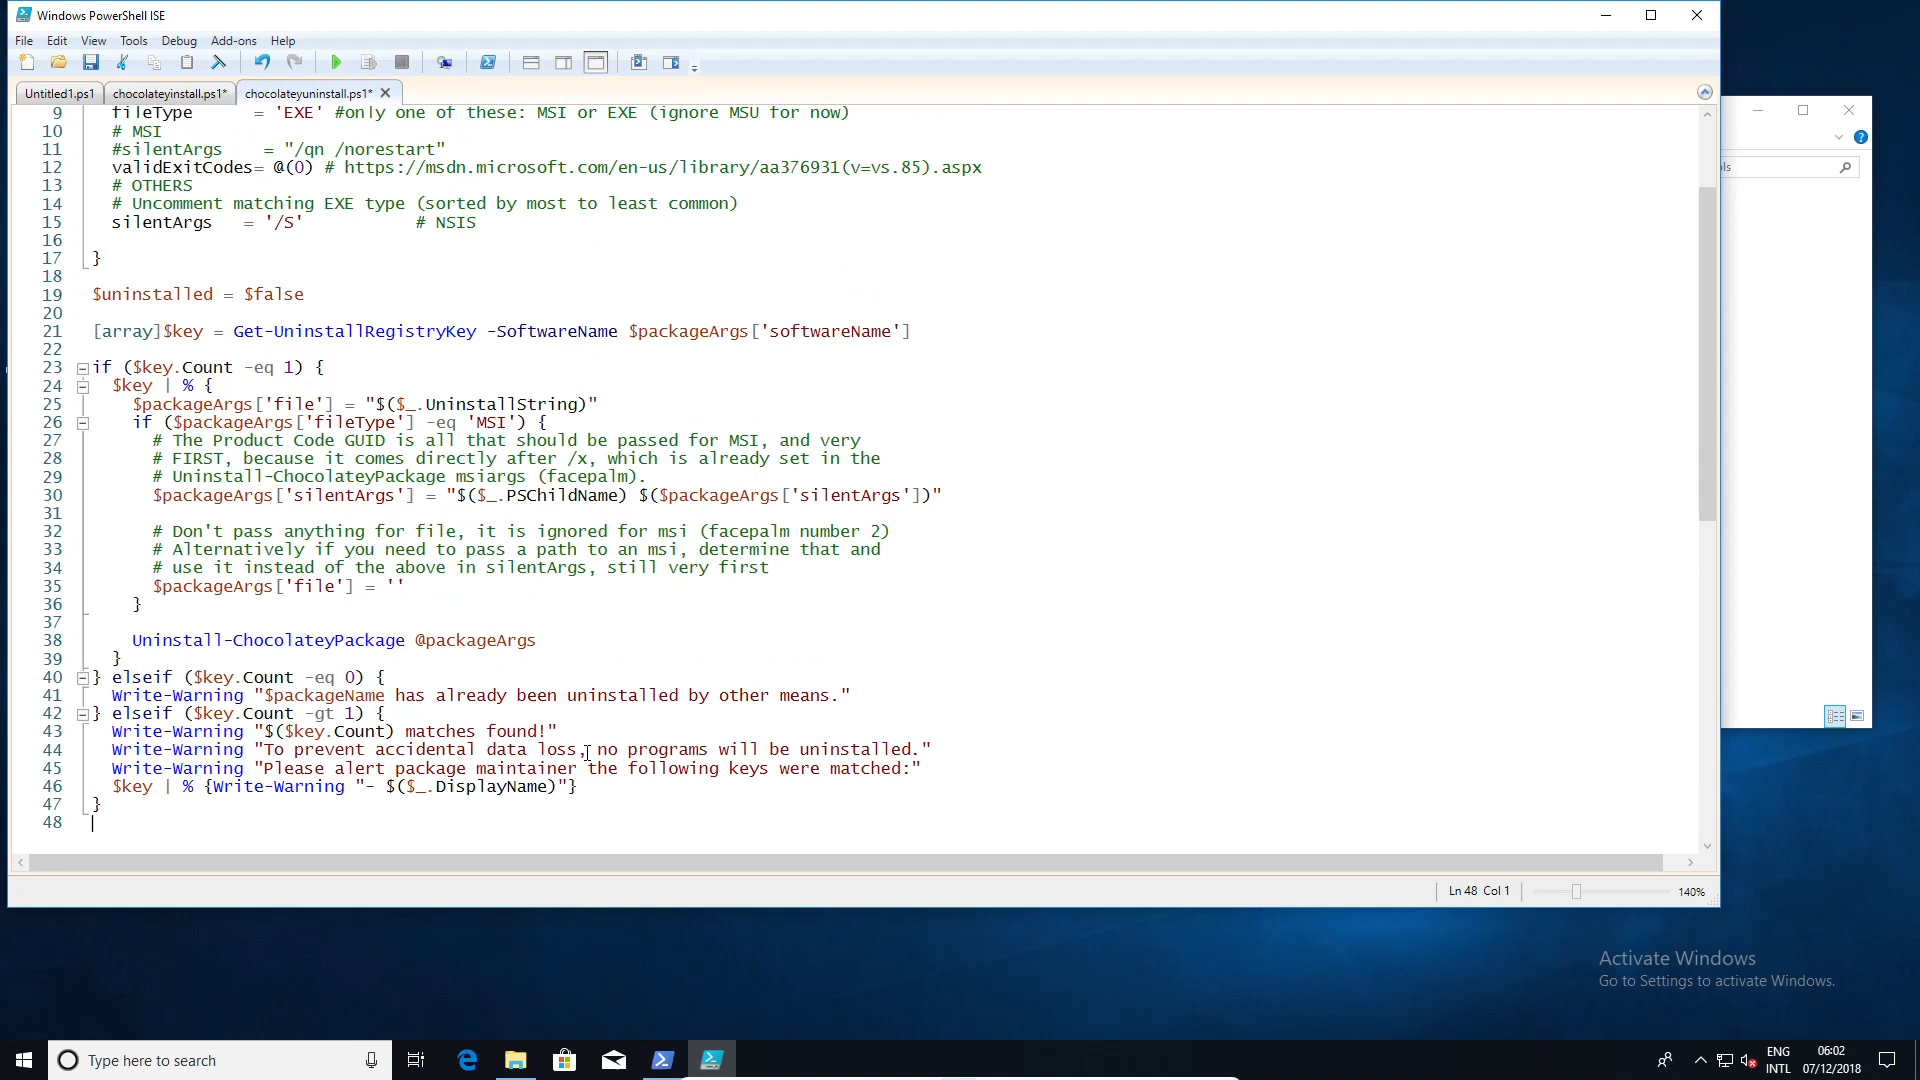 Windows PowerShell ISE
File Edit View Tools Debug Add-ons Help
Untitled1.ps1 chocolateyinstall.ps1* chocolateyuninstall.ps1*
9 fileType = 'EXE' #only one of these: MSI or EXE (ignore MSU for now)
10 # MSI
11 #silentArgs = "/qn /norestart"
12 validExitCodes= @(0) # https://msdn.microsoft.com/en-us/library/aa376931(v=vs.85).aspx
13 # OTHERS
14 # Uncomment matching EXE type (sorted by most to least common)
15 silentArgs = '/S' # NSIS
16
17 }
18
19 $uninstalled = $false
20
21 [array]$key = Get-UninstallRegistryKey -SoftwareName $packageArgs['softwareName']
22
23 if ($key.Count -eq 1) {
24 $key | % {
25 $packageArgs['file'] = "$($_.UninstallString)"
26 if ($packageArgs['fileType'] -eq 'MSI') {
27 # The Product Code GUID is all that should be passed for MSI, and very
28 # FIRST, because it comes directly after /x, which is already set in the
29 # Uninstall-ChocolateyPackage msiargs (facepalm).
30 $packageArgs['silentArgs'] = "$($_.PSChildName) $($packageArgs['silentArgs'])"
31
32 # Don't pass anything for file, it is ignored for msi (facepalm number 2)
33 # Alternatively if you need to pass a path to an msi, determine that and
34 # use it instead of the above in silentArgs, still very first
35 $packageArgs['file'] = ''
36 }
37
38 Uninstall-ChocolateyPackage @packageArgs
39 }
40 } elseif ($key.Count -eq 0) {
41 Write-Warning "$packageName has already been uninstalled by other means."
42 } elseif ($key.Count -gt 1) {
43 Write-Warning "$($key.Count) matches found!"
44 Write-Warning "To prevent accidental data loss, no programs will be uninstalled."
45 Write-Warning "Please alert package maintainer the following keys were matched:"
46 $key | % {Write-Warning "- $($_.DisplayName)"}
47 }
48
Ln 48 Col 1 140%
ls
Activate Windows
Go to Settings to activate Windows.
Type here to search
ENG
INTL
06:02
07/12/2018